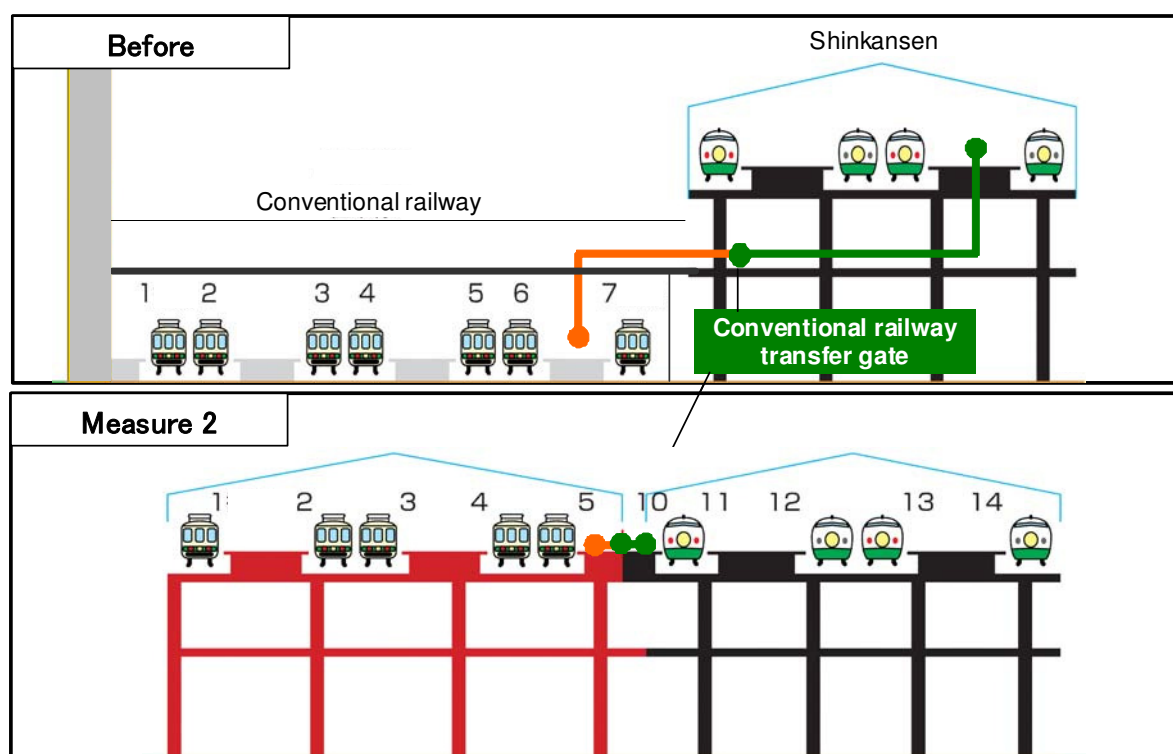 Before
Shinkansen
Conventional railway
1 2 3 4 5 6 7
Conventional railway
transfer gate
Measure 2
1 2 3 4 5 10 11 12 13 14